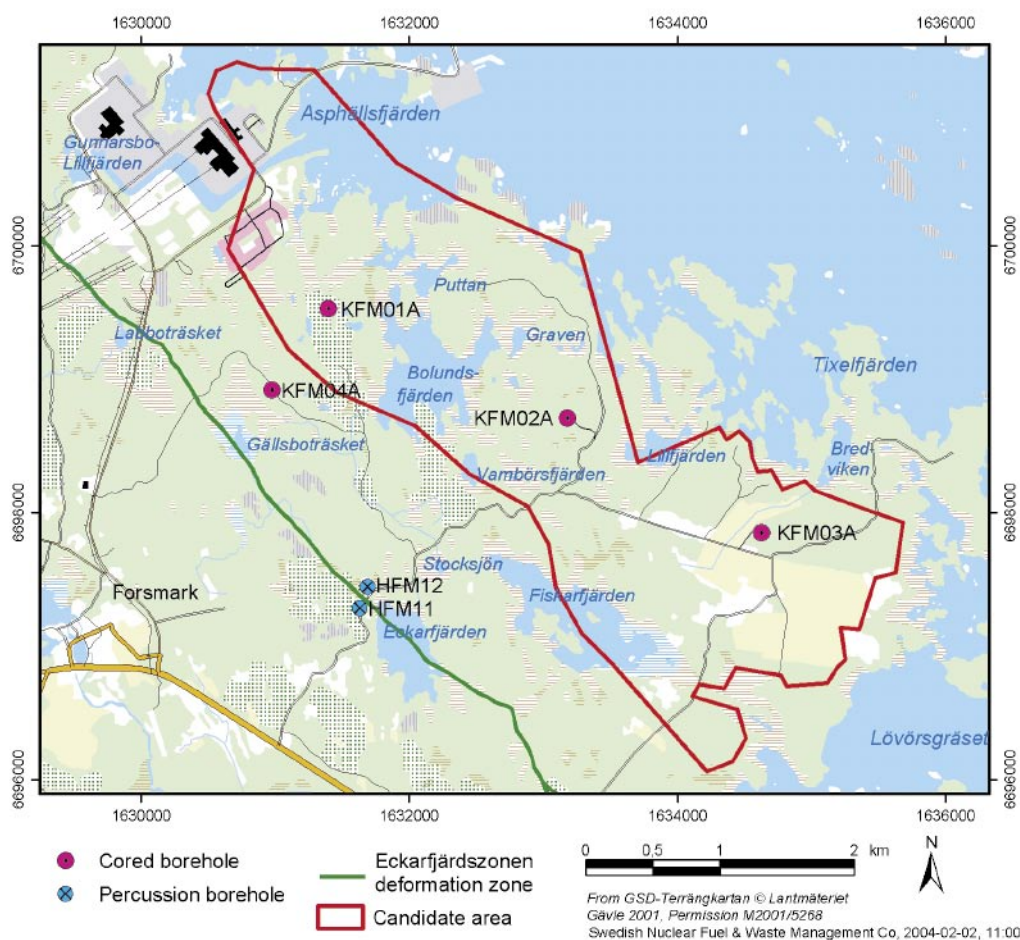 1630000 1632000 1634000 1636000
Asphällsfjärden
Gunnarsbo-
Lillfjärden
6700000 6700000
Puttan
KFM01A
Labboträsket
Graven
Tixelfjärden
Bolunds-
fjärden
KFM04A
KFM02A
Gällsboträsket
Lillfjärden
Bred-
viken
Vambörsfjärden
6698000 6698000
KFM03A
Stocksjön
HFM12
Forsmark
Fiskarfjärden
HFM11
Eckarfjärden
Lövörsgräset
6696000 6696000
1630000 1632000 1634000 1636000
Cored borehole
Percussion borehole
Eckarfjärdszonen
deformation zone
Candidate area
0 0,5 1 2 km
N
From GSD-Terrängkartan © Lantmäteriet
Gävle 2001, Permission M2001/5268
Swedish Nuclear Fuel & Waste Management Co, 2004-02-02, 11:00